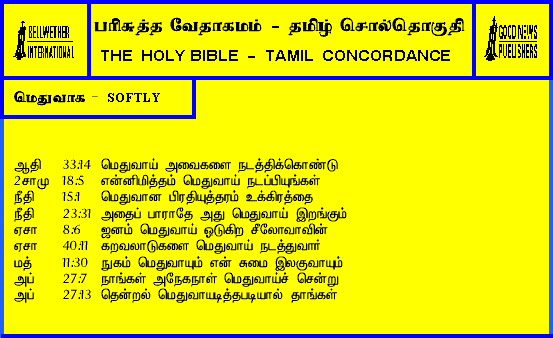 BELLWETHER
INTERNATIONAL
பரிசுத்த வேதாகமம் - தமிழ் சொல்தொகுதி
THE HOLY BIBLE - TAMIL CONCORDANCE
GOOD NEWS
PUBLISHERS
மெதுவாக - SOFTLY
ஆதி 33:14 மெதுவாய் அவைகளை நடத்திக்கொண்டு
2சாமு 18:5 என்னிமித்தம் மெதுவாய் நடப்பியுங்கள்
நீதி 15:1 மெதுவான பிரதியுத்தரம் உக்கிரத்தை
நீதி 23:31 அதைப் பாராதே அது மெதுவாய் இறங்கும்
ஏசா 8:6 ஜனம் மெதுவாய் ஓடுகிற சீலோவாவின்
ஏசா 40:11 கறவலாடுகளை மெதுவாய் நடத்துவார்
மத் 11:30 நுகம் மெதுவாயும் என் சுமை இலகுவாயும்
அப் 27:7 நாங்கள் அநேகநாள் மெதுவாய்ச் சென்று
அப் 27:13 தென்றல் மெதுவாயடித்தபடியால் தாங்கள்